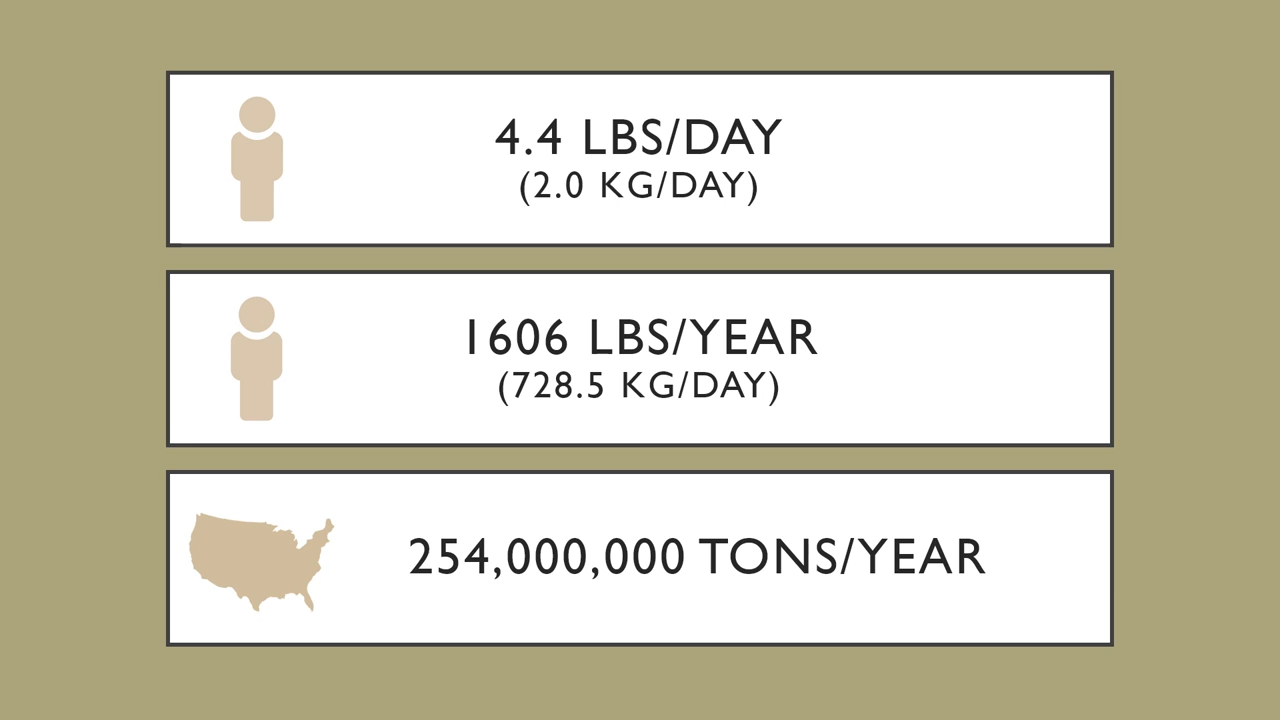 4.4 LBS/DAY
(2.0 KG/DAY)
1606 LBS/YEAR
(728.5 KG/DAY)
254,000,000 TONS/YEAR